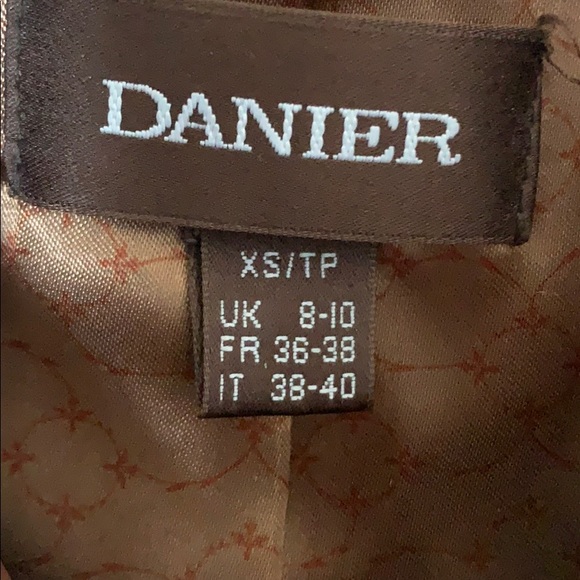 DANIER
XS/TP
UK 8-10
FR 36-38
IT 38-40